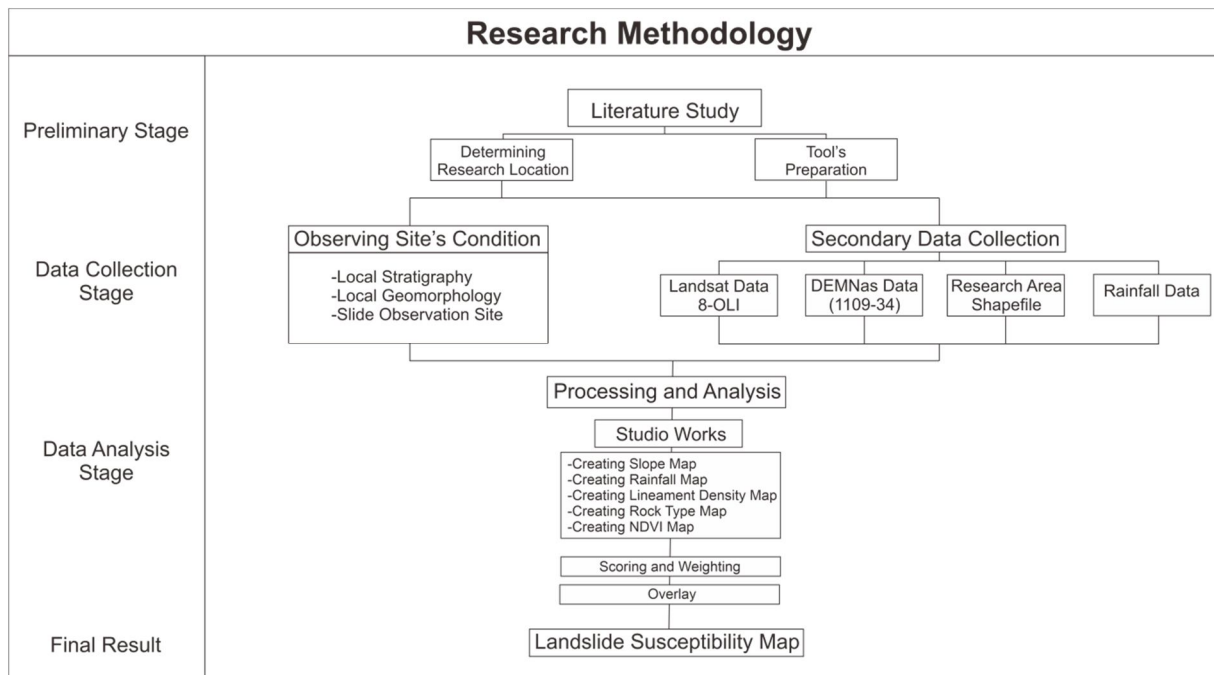 Research Methodology
Preliminary Stage
Literature Study
Determining
Research Location
Tool's
Preparation
Data Collection
Stage
Observing Site's Condition
-Local Stratigraphy
-Local Geomorphology
-Slide Observation Site
Secondary Data Collection
Landsat Data
8-OLI
DEMNas Data
(1109-34)
Research Area
Shapefile
Rainfall Data
Data Analysis
Stage
Processing and Analysis
Studio Works
-Creating Slope Map
-Creating Rainfall Map
-Creating Lineament Density Map
-Creating Rock Type Map
-Creating NDVI Map
Scoring and Weighting
Overlay
Final Result
Landslide Susceptibility Map